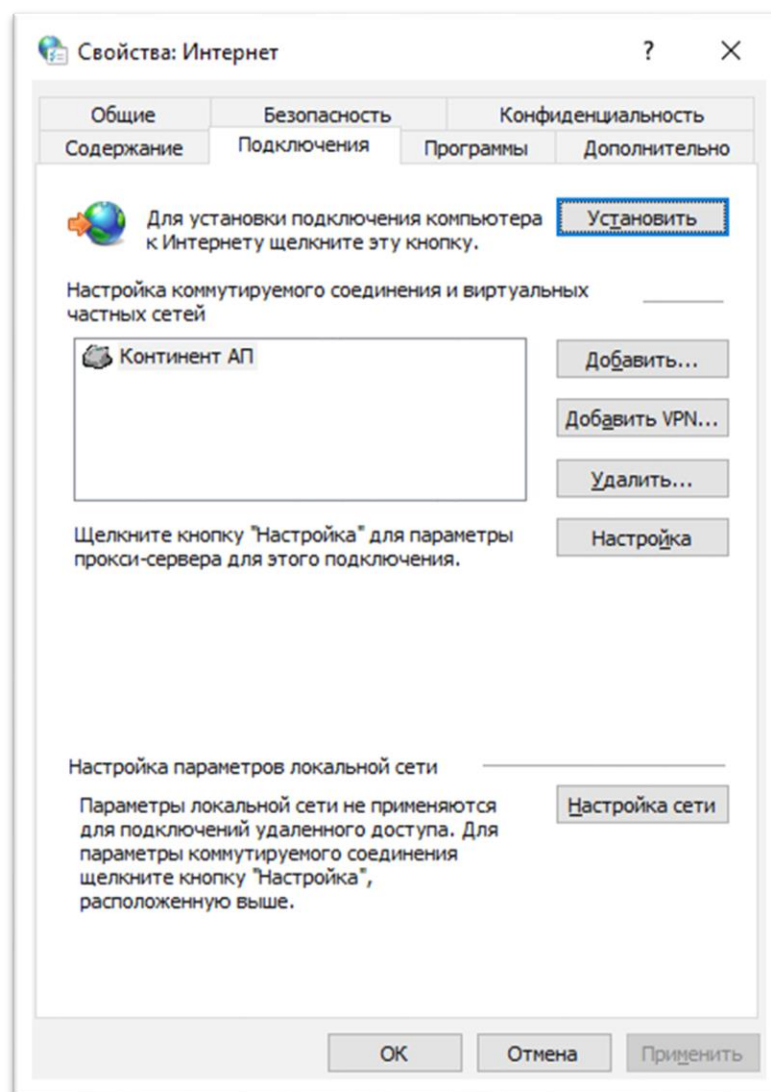 Свойства: Интернет
?
Общие
Безопасность
Конфиденциальность
Содержание
Подключения
Программы
Дополнительно
Для установки подключения компьютера
к Интернету щелкните эту кнопку.
Установить
Настройка коммутируемого соединения и виртуальных
частных сетей
Континент АП
Добавить...
Добавить VPN...
Удалить...
Щелкните кнопку "Настройка" для параметры
прокси-сервера для этого подключения.
Настройка
Настройка параметров локальной сети
Параметры локальной сети не применяются
для подключений удаленного доступа. Для
параметры коммутируемого соединения
щелкните кнопку "Настройка",
расположенную выше.
Настройка сети
ОК
Отмена
Применить